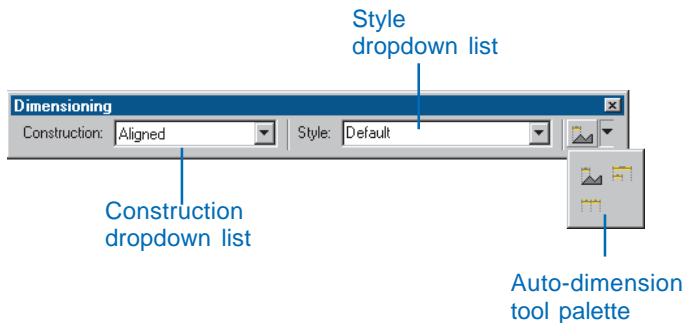 Style
dropdown list
Dimensioning
Construction: Aligned Style: Default
Construction
dropdown list
Auto-dimension
tool palette